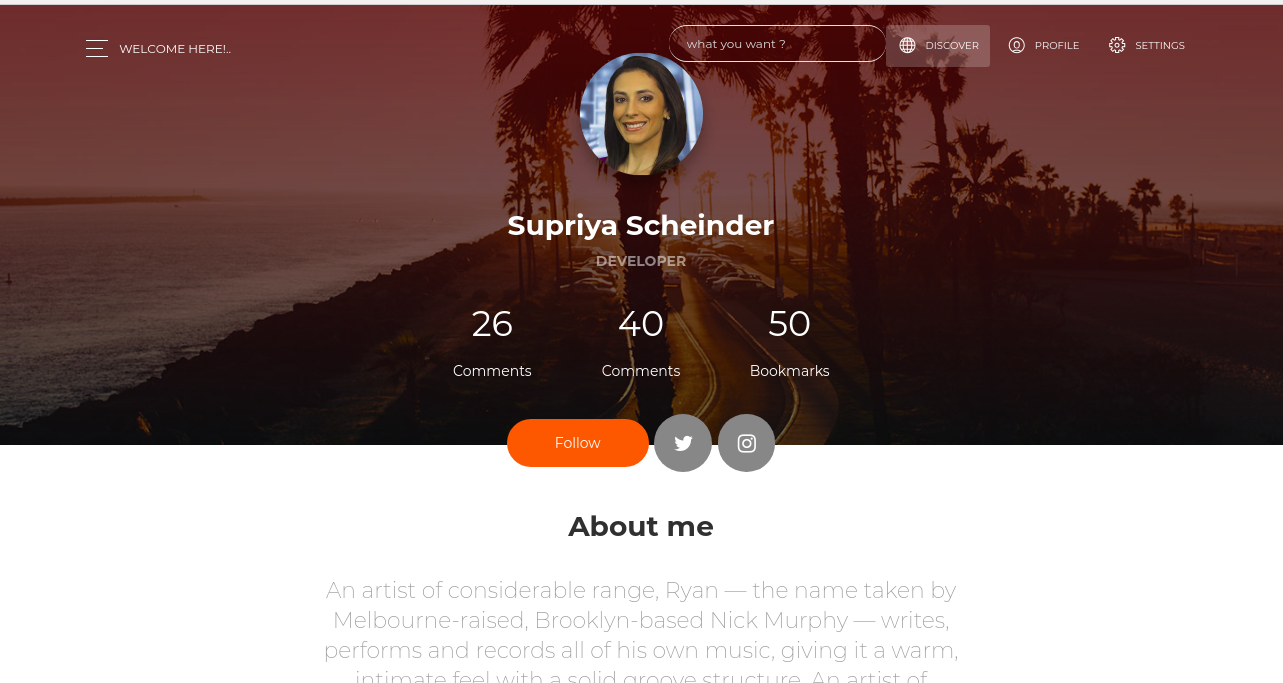 WELCOME HERE!..
what you want ?
DISCOVER
PROFILE
SETTINGS
Supriya Scheinder
DEVELOPER
26
40
50
Comments
Comments
Bookmarks
Follow
About me
An artist of considerable range, Ryan — the name taken by
Melbourne-raised, Brooklyn-based Nick Murphy — writes,
performs and records all of his own music, giving it a warm,
intimate feel with a solid groove structure. An artist of